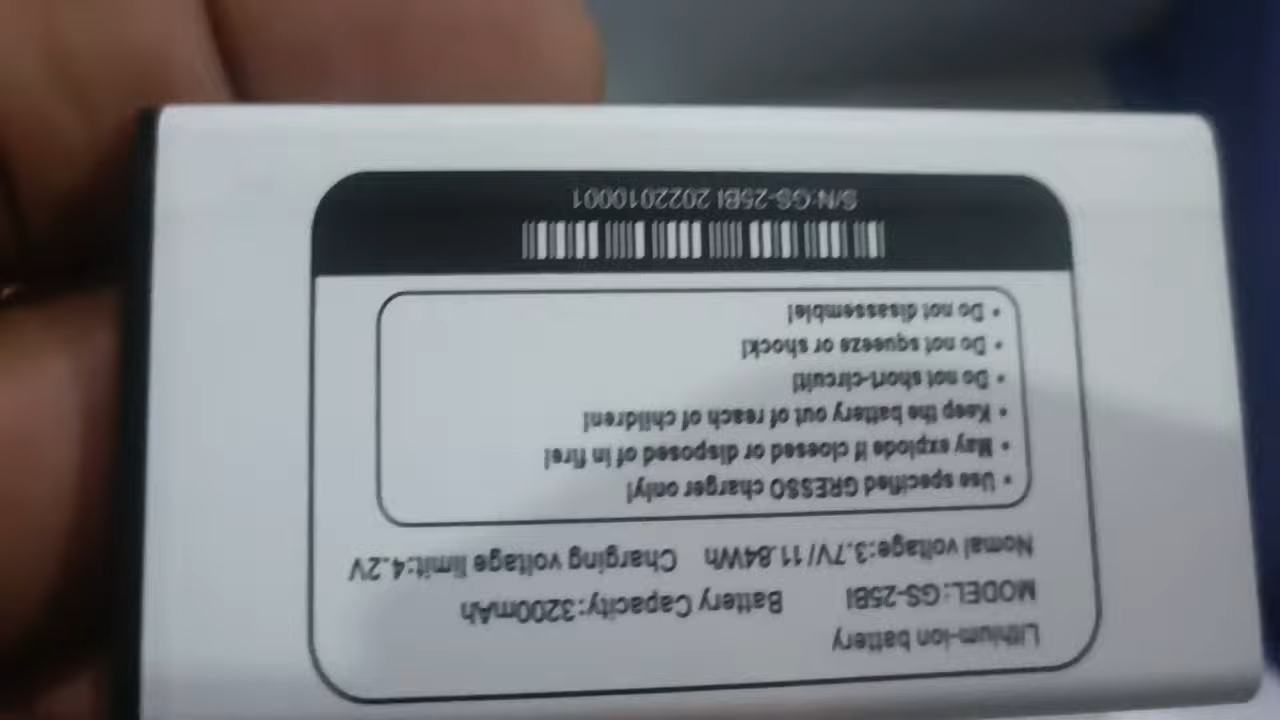 Lithium-ion battery
MODEL:GS-25BI Battery Capacity:3200mAh
Nomal voltage:3.7V/11.84Wh Charging voltage limit:4.2V
• Use specified GRESSO charger only!
• May explode if cloesed or disposed of in fire!
• Keep the battery out of reach of children!
• Do not short-circuit!
• Do not squeeze or shock!
• Do not disassemble!
S/N:GS-25BI 2022010001